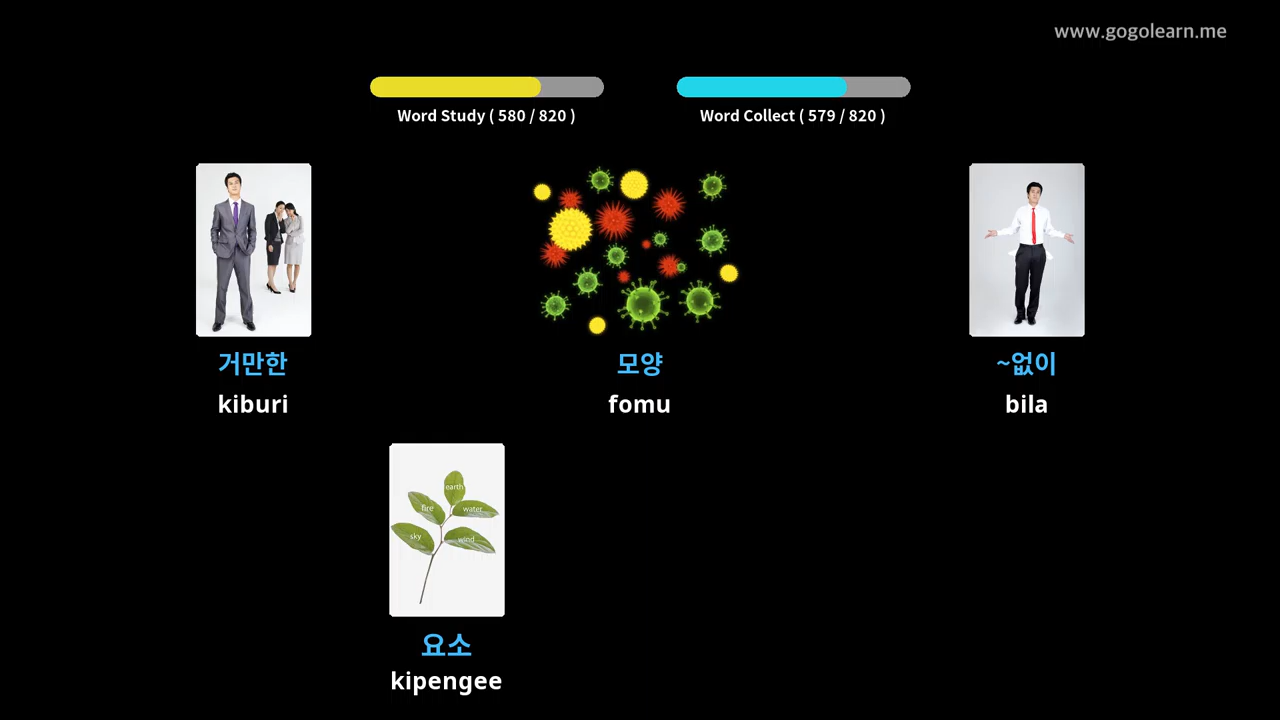 www.gogolearn.me
Word Study ( 580 / 820 )
Word Collect ( 579 / 820 )
거만한
kiburi
모양
fomu
~없이
bila
earth
fire
water
sky
wind
요소
kipengee